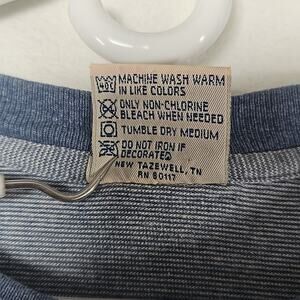 MACHINE WASH WARM
IN LIKE COLORS
ONLY NON-CHLORINE
BLEACH WHEN NEEDED
TUMBLE DRY MEDIUM
DO NOT IRON IF
DECORATED
NEW TAZEWELL, TN
RN 80117